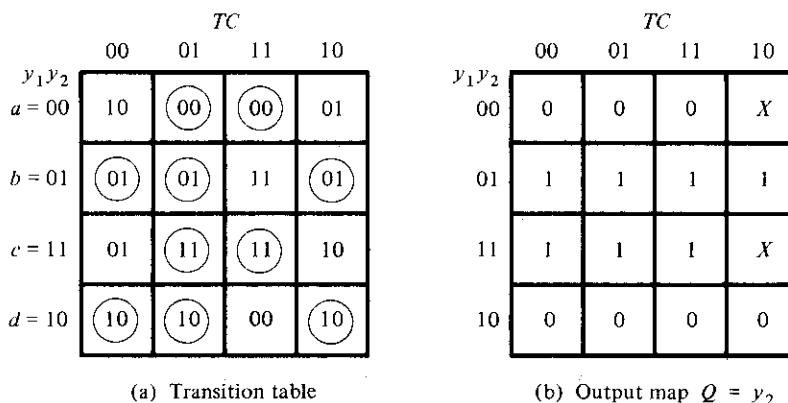 TC
00 01 11 10
y₁y₂
a = 00 10 00 00 01
b = 01 01 01 11 01
c = 11 01 11 11 10
d = 10 10 10 00 10
(a) Transition table
TC
00 01 11 10
y₁y₂
00 0 0 0 X
01 1 1 1 1
11 1 1 1 X
10 0 0 0 0
(b) Output map Q = y₂